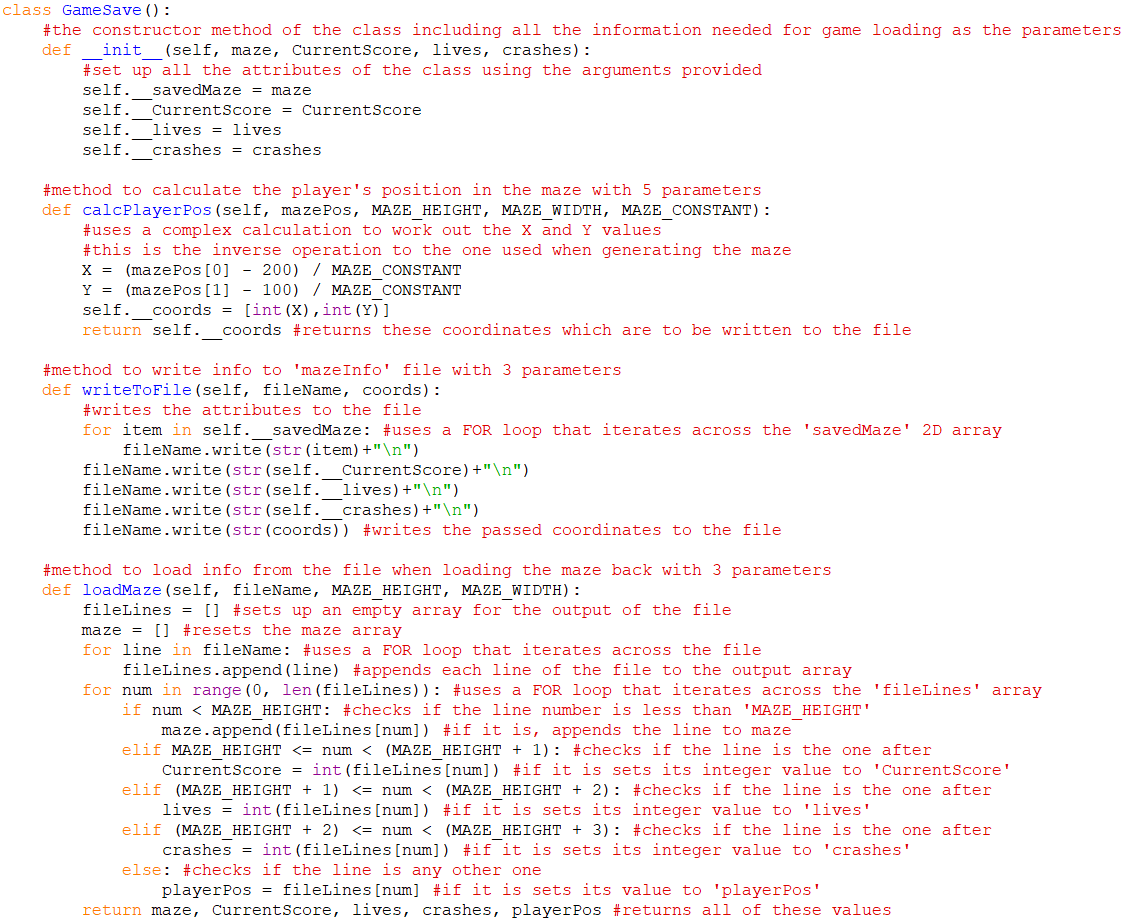 class GameSave():
    #the constructor method of the class including all the information needed for game loading as the parameters
    def __init__(self, maze, CurrentScore, lives, crashes):
        #set up all the attributes of the class using the arguments provided
        self.__savedMaze = maze
        self.__CurrentScore = CurrentScore
        self.__lives = lives
        self.__crashes = crashes

    #method to calculate the player's position in the maze with 5 parameters
    def calcPlayerPos(self, mazePos, MAZE_HEIGHT, MAZE_WIDTH, MAZE_CONSTANT):
        #uses a complex calculation to work out the X and Y values
        #this is the inverse operation to the one used when generating the maze
        X = (mazePos[0] - 200) / MAZE_CONSTANT
        Y = (mazePos[1] - 100) / MAZE_CONSTANT
        self.__coords = [int(X),int(Y)]
        return self.__coords #returns these coordinates which are to be written to the file

    #method to write info to 'mazeInfo' file with 3 parameters
    def writeToFile(self, fileName, coords):
        #writes the attributes to the file
        for item in self.__savedMaze: #uses a FOR loop that iterates across the 'savedMaze' 2D array
            fileName.write(str(item)+"\n")
        fileName.write(str(self.__CurrentScore)+"\n")
        fileName.write(str(self.__lives)+"\n")
        fileName.write(str(self.__crashes)+"\n")
        fileName.write(str(coords)) #writes the passed coordinates to the file

    #method to load info from the file when loading the maze back with 3 parameters
    def loadMaze(self, fileName, MAZE_HEIGHT, MAZE_WIDTH):
        fileLines = [] #sets up an empty array for the output of the file
        maze = [] #resets the maze array
        for line in fileName: #uses a FOR loop that iterates across the file
            fileLines.append(line) #appends each line of the file to the output array
        for num in range(0, len(fileLines)): #uses a FOR loop that iterates across the 'fileLines' array
            if num < MAZE_HEIGHT: #checks if the line number is less than 'MAZE_HEIGHT'
                maze.append(fileLines[num]) #if it is, appends the line to maze
            elif MAZE_HEIGHT <= num < (MAZE_HEIGHT + 1): #checks if the line is the one after
                CurrentScore = int(fileLines[num]) #if it is sets its integer value to 'CurrentScore'
            elif (MAZE_HEIGHT + 1) <= num < (MAZE_HEIGHT + 2): #checks if the line is the one after
                lives = int(fileLines[num]) #if it is sets its integer value to 'lives'
            elif (MAZE_HEIGHT + 2) <= num < (MAZE_HEIGHT + 3): #checks if the line is the one after
                crashes = int(fileLines[num]) #if it is sets its integer value to 'crashes'
            else: #checks if the line is any other one
                playerPos = fileLines[num] #if it is sets its value to 'playerPos'
        return maze, CurrentScore, lives, crashes, playerPos #returns all of these values